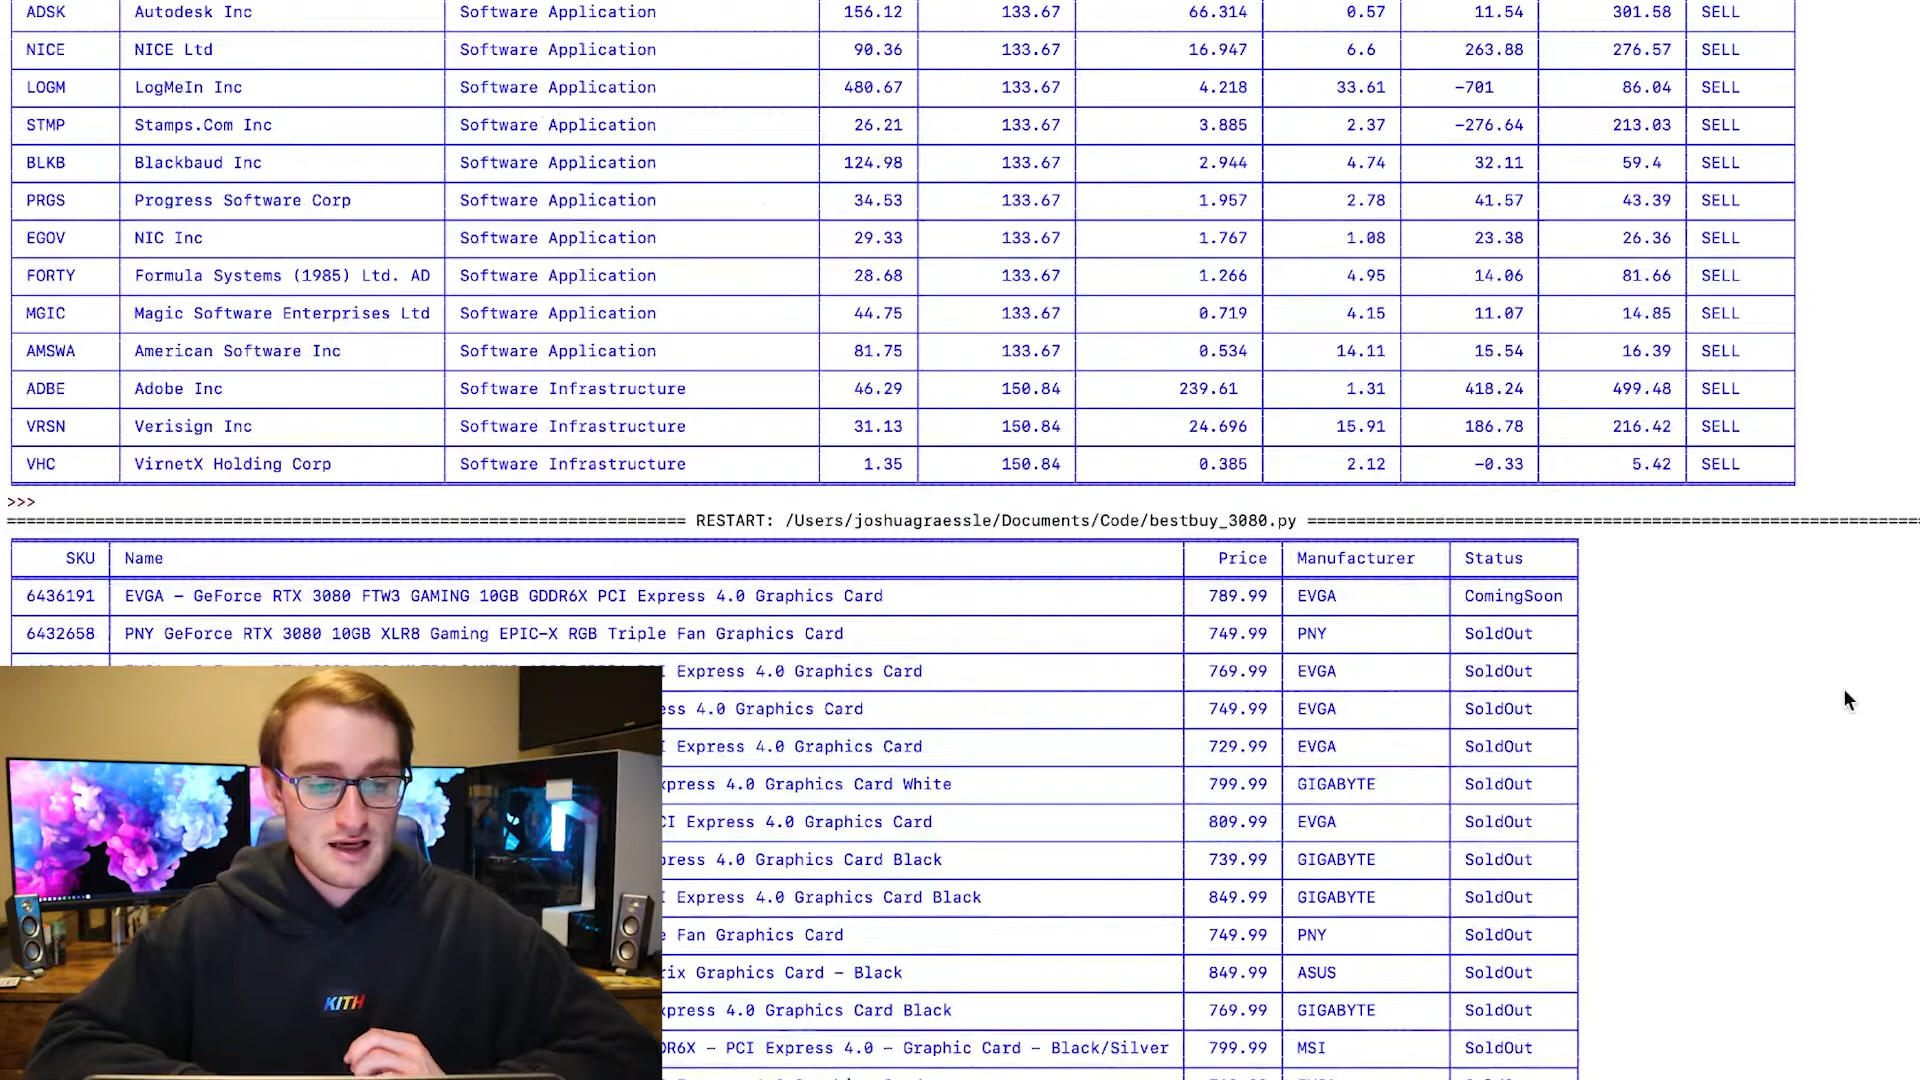 ADSK Autodesk Inc Software Application 156.12 133.67 66.314 0.57 11.54 301.58 SELL
NICE NICE Ltd Software Application 90.36 133.67 16.947 6.6 263.88 276.57 SELL
LOGM LogMeIn Inc Software Application 480.67 133.67 4.218 33.61 -701 86.04 SELL
STMP Stamps.Com Inc Software Application 26.21 133.67 3.885 2.37 -276.64 213.03 SELL
BLKB Blackbaud Inc Software Application 124.98 133.67 2.944 4.74 32.11 59.4 SELL
PRGS Progress Software Corp Software Application 34.53 133.67 1.957 2.78 41.57 43.39 SELL
EGOV NIC Inc Software Application 29.33 133.67 1.767 1.08 23.38 26.36 SELL
FORTY Formula Systems (1985) Ltd. AD Software Application 28.68 133.67 1.266 4.95 14.06 81.66 SELL
MGIC Magic Software Enterprises Ltd Software Application 44.75 133.67 0.719 4.15 11.07 14.85 SELL
AMSWA American Software Inc Software Application 81.75 133.67 0.534 14.11 15.54 16.39 SELL
ADBE Adobe Inc Software Infrastructure 46.29 150.84 239.61 1.31 418.24 499.48 SELL
VRSN Verisign Inc Software Infrastructure 31.13 150.84 24.696 15.91 186.78 216.42 SELL
VHC VirnetX Holding Corp Software Infrastructure 1.35 150.84 0.385 2.12 -0.33 5.42 SELL
>>>
RESTART: /Users/joshuagraessle/Documents/Code/bestbuy_3080.py
SKU Name Price Manufacturer Status
6436191 EVGA - GeForce RTX 3080 FTW3 GAMING 10GB GDDR6X PCI Express 4.0 Graphics Card 789.99 EVGA ComingSoon
6432658 PNY GeForce RTX 3080 10GB XLR8 Gaming EPIC-X RGB Triple Fan Graphics Card 749.99 PNY SoldOut
Express 4.0 Graphics Card 769.99 EVGA SoldOut
4.0 Graphics Card 749.99 EVGA SoldOut
Express 4.0 Graphics Card 729.99 EVGA SoldOut
4.0 Graphics Card White 799.99 GIGABYTE SoldOut
Express 4.0 Graphics Card 809.99 EVGA SoldOut
4.0 Graphics Card Black 739.99 GIGABYTE SoldOut
Express 4.0 Graphics Card Black 849.99 GIGABYTE SoldOut
Fan Graphics Card 749.99 PNY SoldOut
Graphics Card - Black 849.99 ASUS SoldOut
4.0 Graphics Card Black 769.99 GIGABYTE SoldOut
- PCI Express 4.0 - Graphic Card - Black/Silver 799.99 MSI SoldOut
KITH